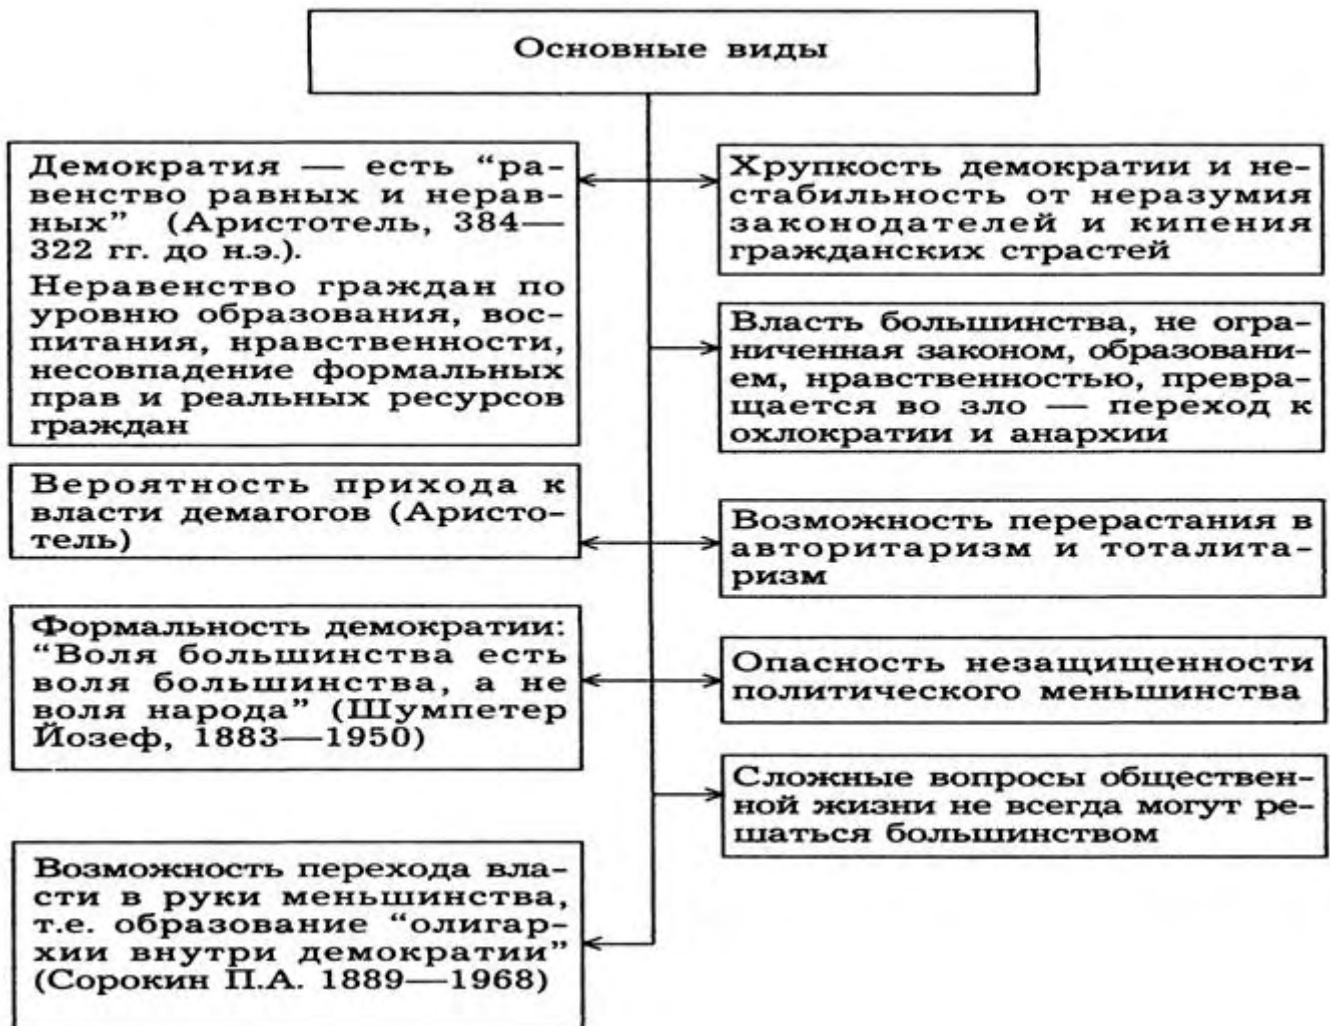 Основные виды
Демократия — есть “ра-
венство равных и нерав-
ных” (Аристотель, 384—
322 гг. до н.э.).
Неравенство граждан по
уровню образования, вос-
питания, нравственности,
несовпадение формальных
прав и реальных ресурсов
граждан
Вероятность прихода к
власти демагогов (Аристо-
тель)
Формальность демократии:
“Воля большинства есть
воля большинства, а не
воля народа” (Шумпетер
Йозеф, 1883—1950)
Возможность перехода вла-
сти в руки меньшинства,
т.е. образование “олигар-
хии внутри демократии”
(Сорокин П.А. 1889—1968)
Хрупкость демократии и не-
стабильность от неразумия
законодателей и кипения
гражданских страстей
Власть большинства, не огра-
ниченная законом, образовани-
ем, нравственностью, превра-
щается во зло — переход к
охлократии и анархии
Возможность перерастания в
авторитаризм и тоталита-
ризм
Опасность незащищенности
политического меньшинства
Сложные вопросы обществен-
ной жизни не всегда могут ре-
шаться большинством